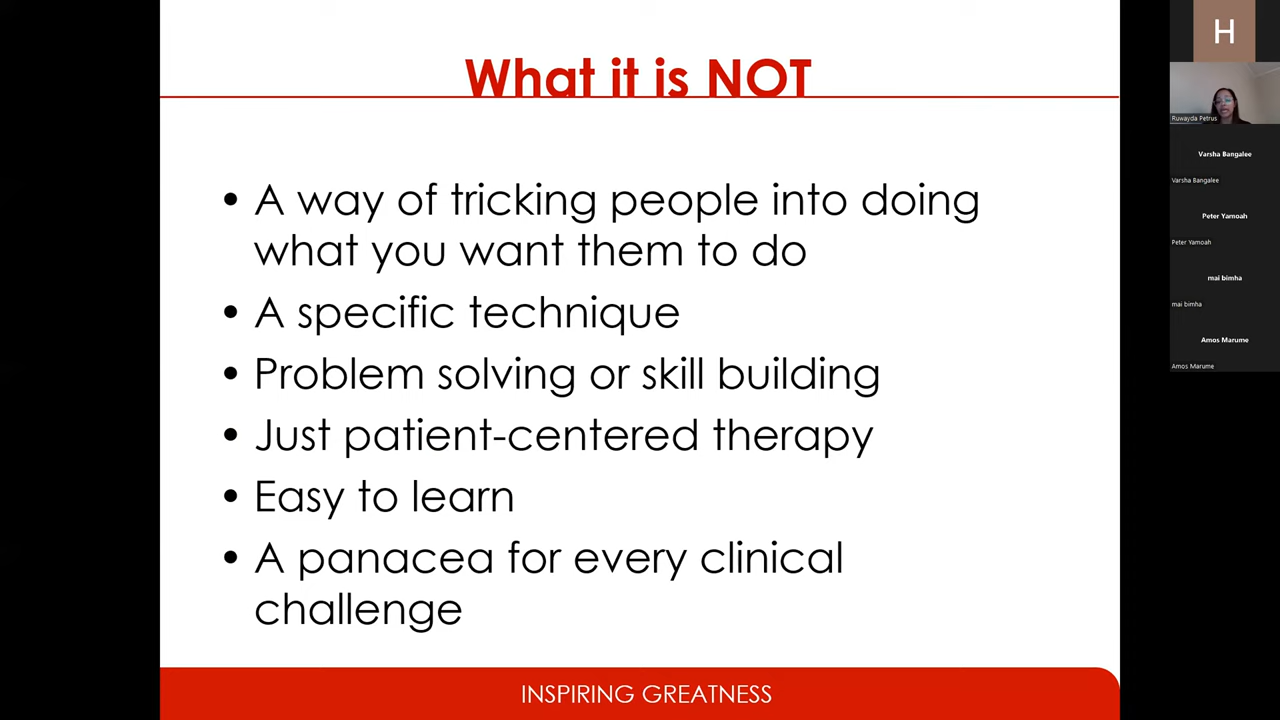 What it is NOT
• A way of tricking people into doing
what you want them to do
• A specific technique
• Problem solving or skill building
• Just patient-centered therapy
• Easy to learn
• A panacea for every clinical
challenge
INSPIRING GREATNESS
H
Ruwayda Petrus
Varsha Bangalee
Varsha Bangalee
Peter Yamoah
Peter Yamoah
mai bimha
mai bimha
Amos Marume
Amos Marume